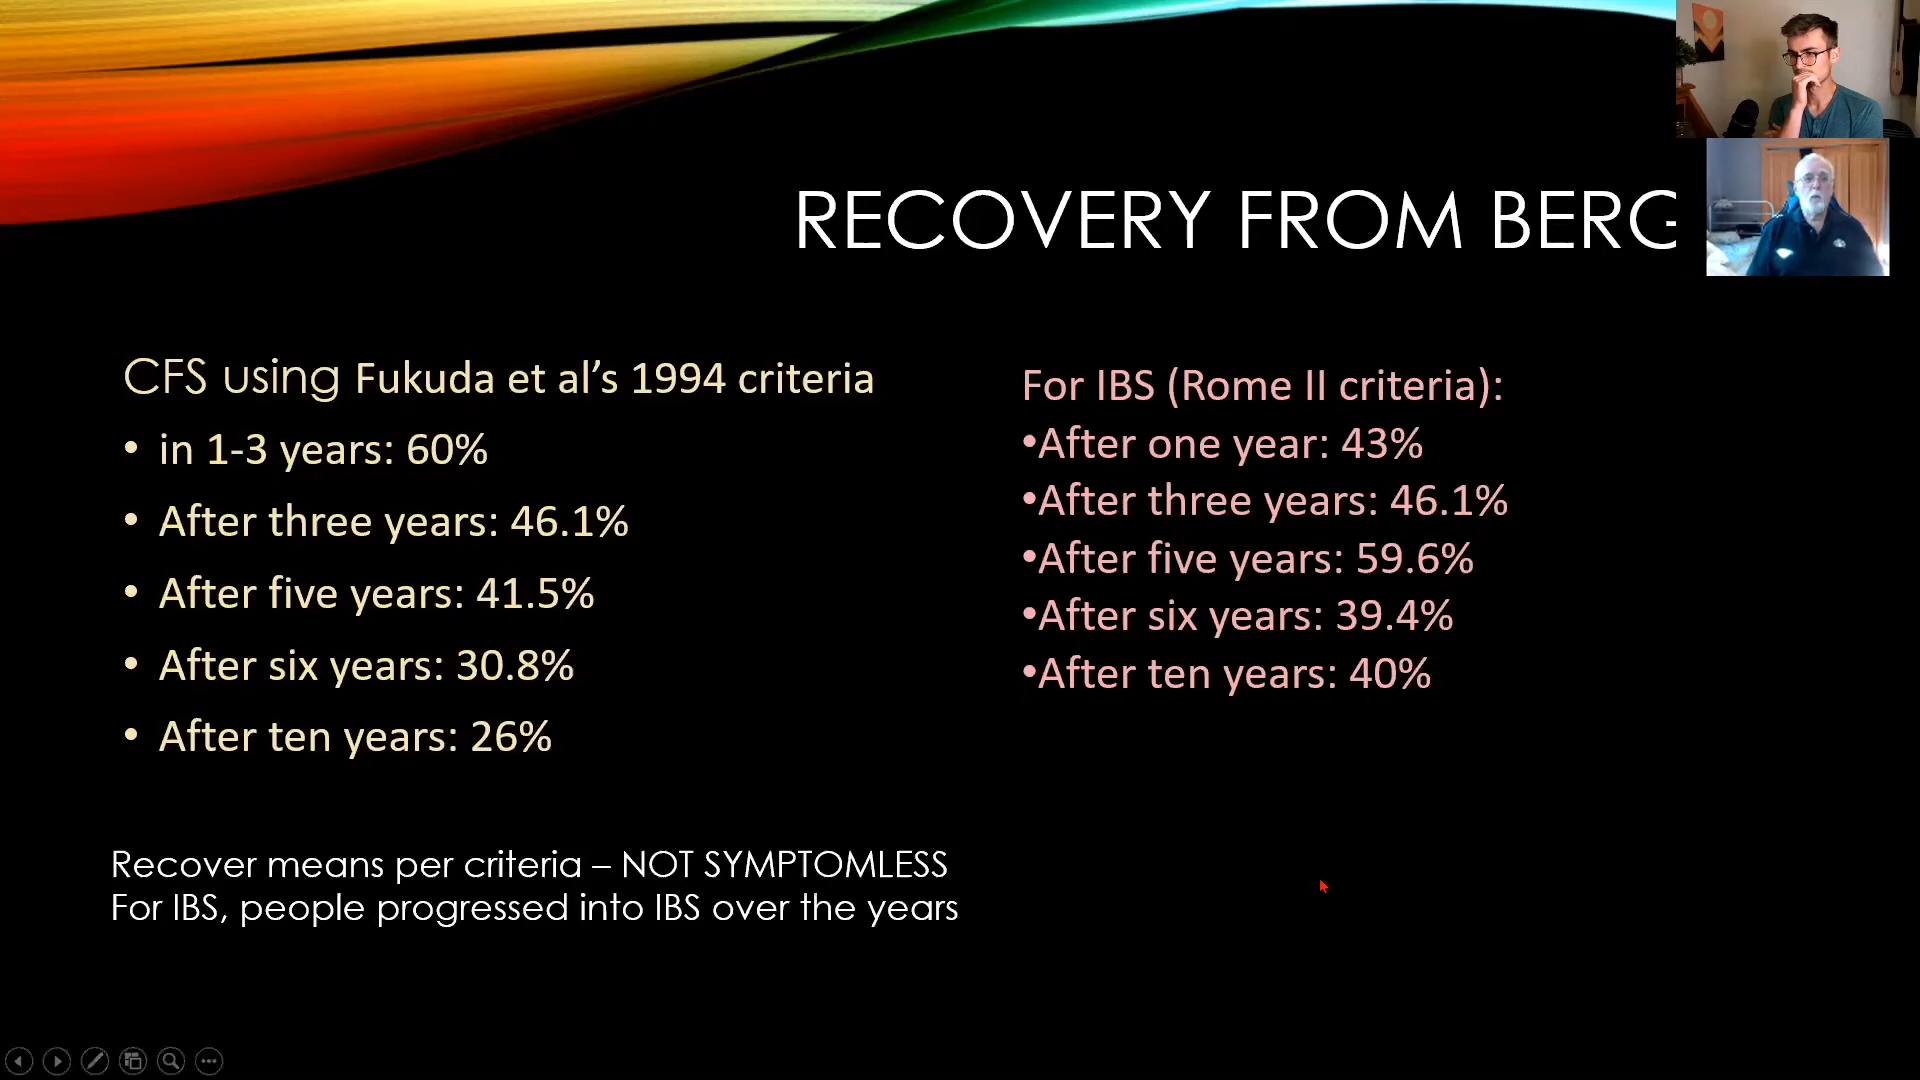 RECOVERY FROM BERG
CFS using Fukuda et al’s 1994 criteria
• in 1-3 years: 60%
• After three years: 46.1%
• After five years: 41.5%
• After six years: 30.8%
• After ten years: 26%
For IBS (Rome II criteria):
•After one year: 43%
•After three years: 46.1%
•After five years: 59.6%
•After six years: 39.4%
•After ten years: 40%
Recover means per criteria – NOT SYMPTOMLESS
For IBS, people progressed into IBS over the years